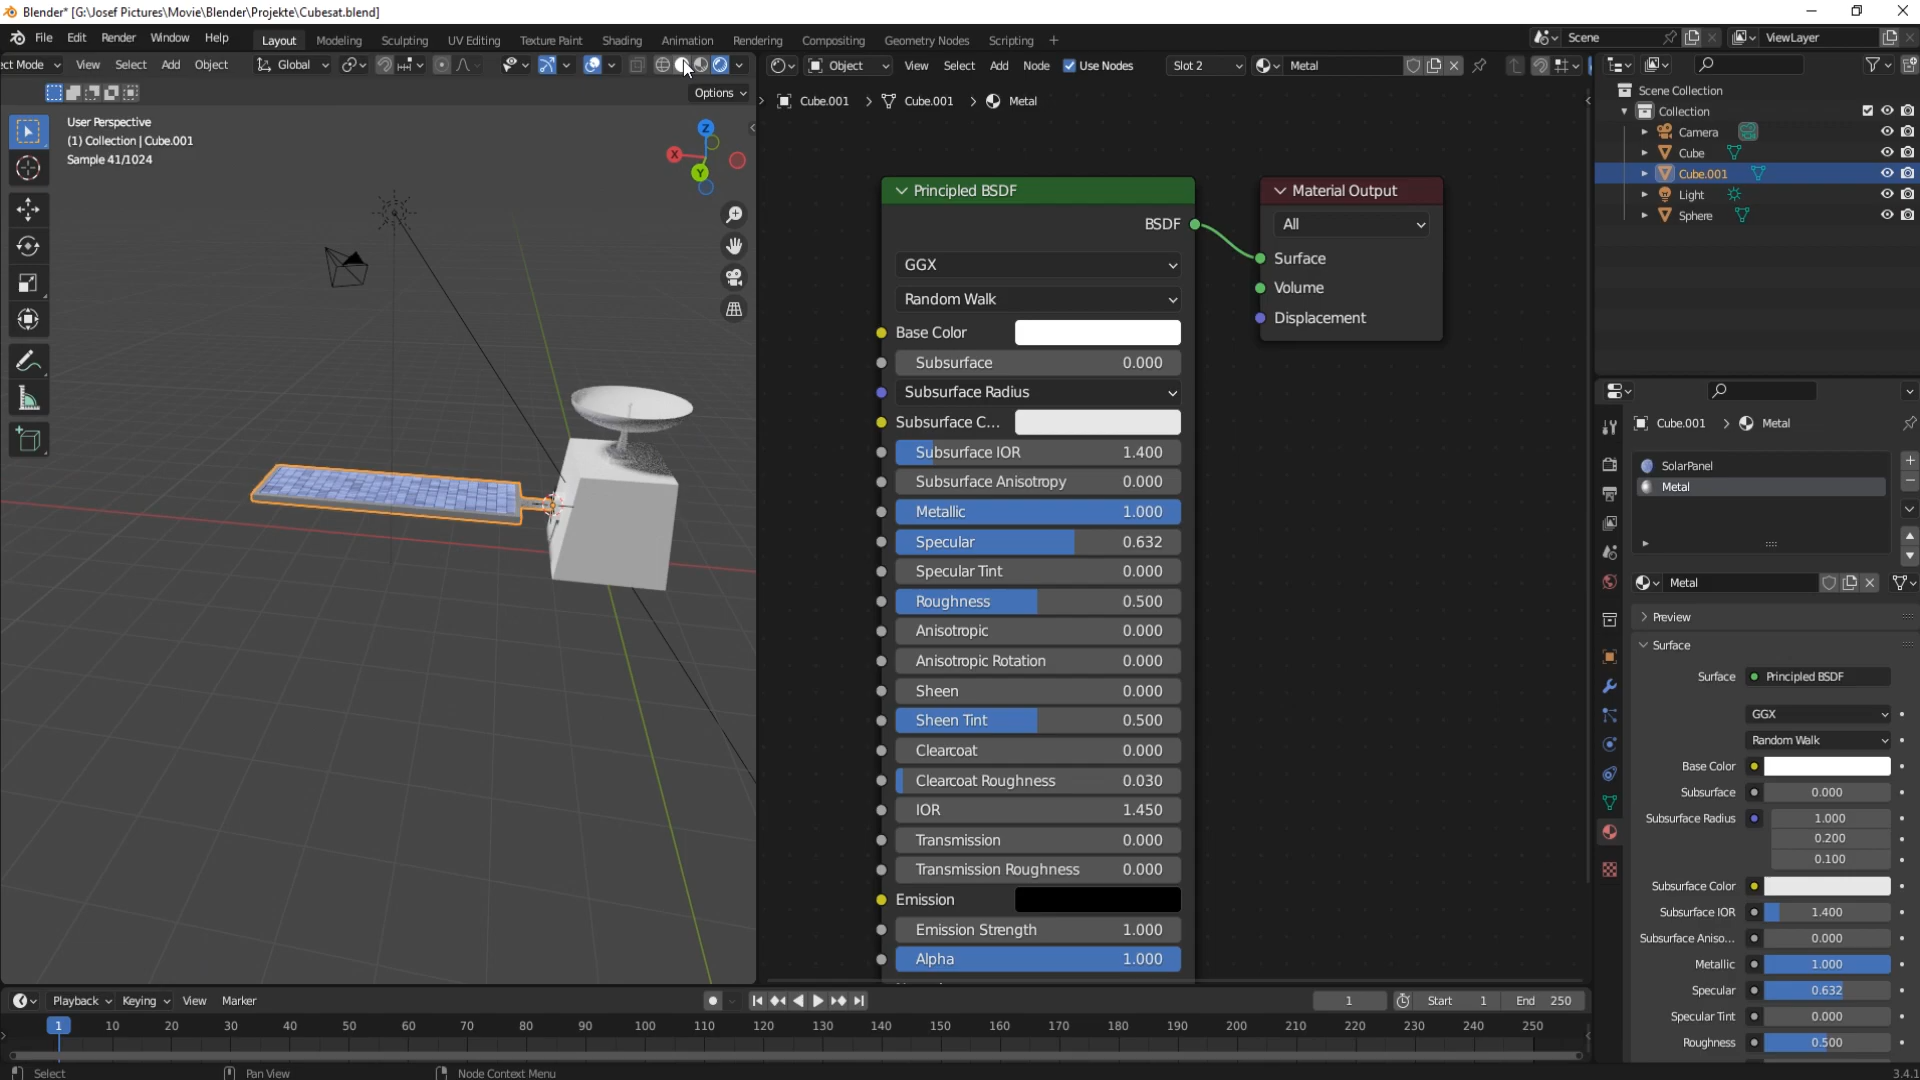 Blender* [G:\Josef Pictures\Movie\Blender\Projekte\Cubesat.blend]
File Edit Render Window Help
Layout Modeling Sculpting UV Editing Texture Paint Shading Animation Rendering Compositing Geometry Nodes Scripting +
Scene
ViewLayer
ect Mode View Select Add Object Global
Object View Select Add Node Use Nodes Slot 2 Metal
Options
Cube.001 > Cube.001 > Metal
User Perspective
(1) Collection | Cube.001
Sample 41/1024
Z
X
Y
Principled BSDF
BSDF
GGX
Random Walk
Base Color
Subsurface 0.000
Subsurface Radius
Subsurface C...
Subsurface IOR 1.400
Subsurface Anisotropy 0.000
Metallic 1.000
Specular 0.632
Specular Tint 0.000
Roughness 0.500
Anisotropic 0.000
Anisotropic Rotation 0.000
Sheen 0.000
Sheen Tint 0.500
Clearcoat 0.000
Clearcoat Roughness 0.030
IOR 1.450
Transmission 0.000
Transmission Roughness 0.000
Emission
Emission Strength 1.000
Alpha 1.000
Material Output
All
Surface
Volume
Displacement
Scene Collection
Collection
Camera
Cube
Cube.001
Light
Sphere
Cube.001 > Metal
SolarPanel
Metal
Metal
Preview
Surface
Surface Principled BSDF
GGX
Random Walk
Base Color
Subsurface 0.000
Subsurface Radius 1.000
0.200
0.100
Subsurface Color
Subsurface IOR 1.400
Subsurface Aniso... 0.000
Metallic 1.000
Specular 0.632
Specular Tint 0.000
Roughness 0.500
Playback Keying View Marker
1 Start 1 End 250
1 10 20 30 40 50 60 70 80 90 100 110 120 130 140 150 160 170 180 190 200 210 220 230 240 250
Select Pan View Node Context Menu
3.4.1